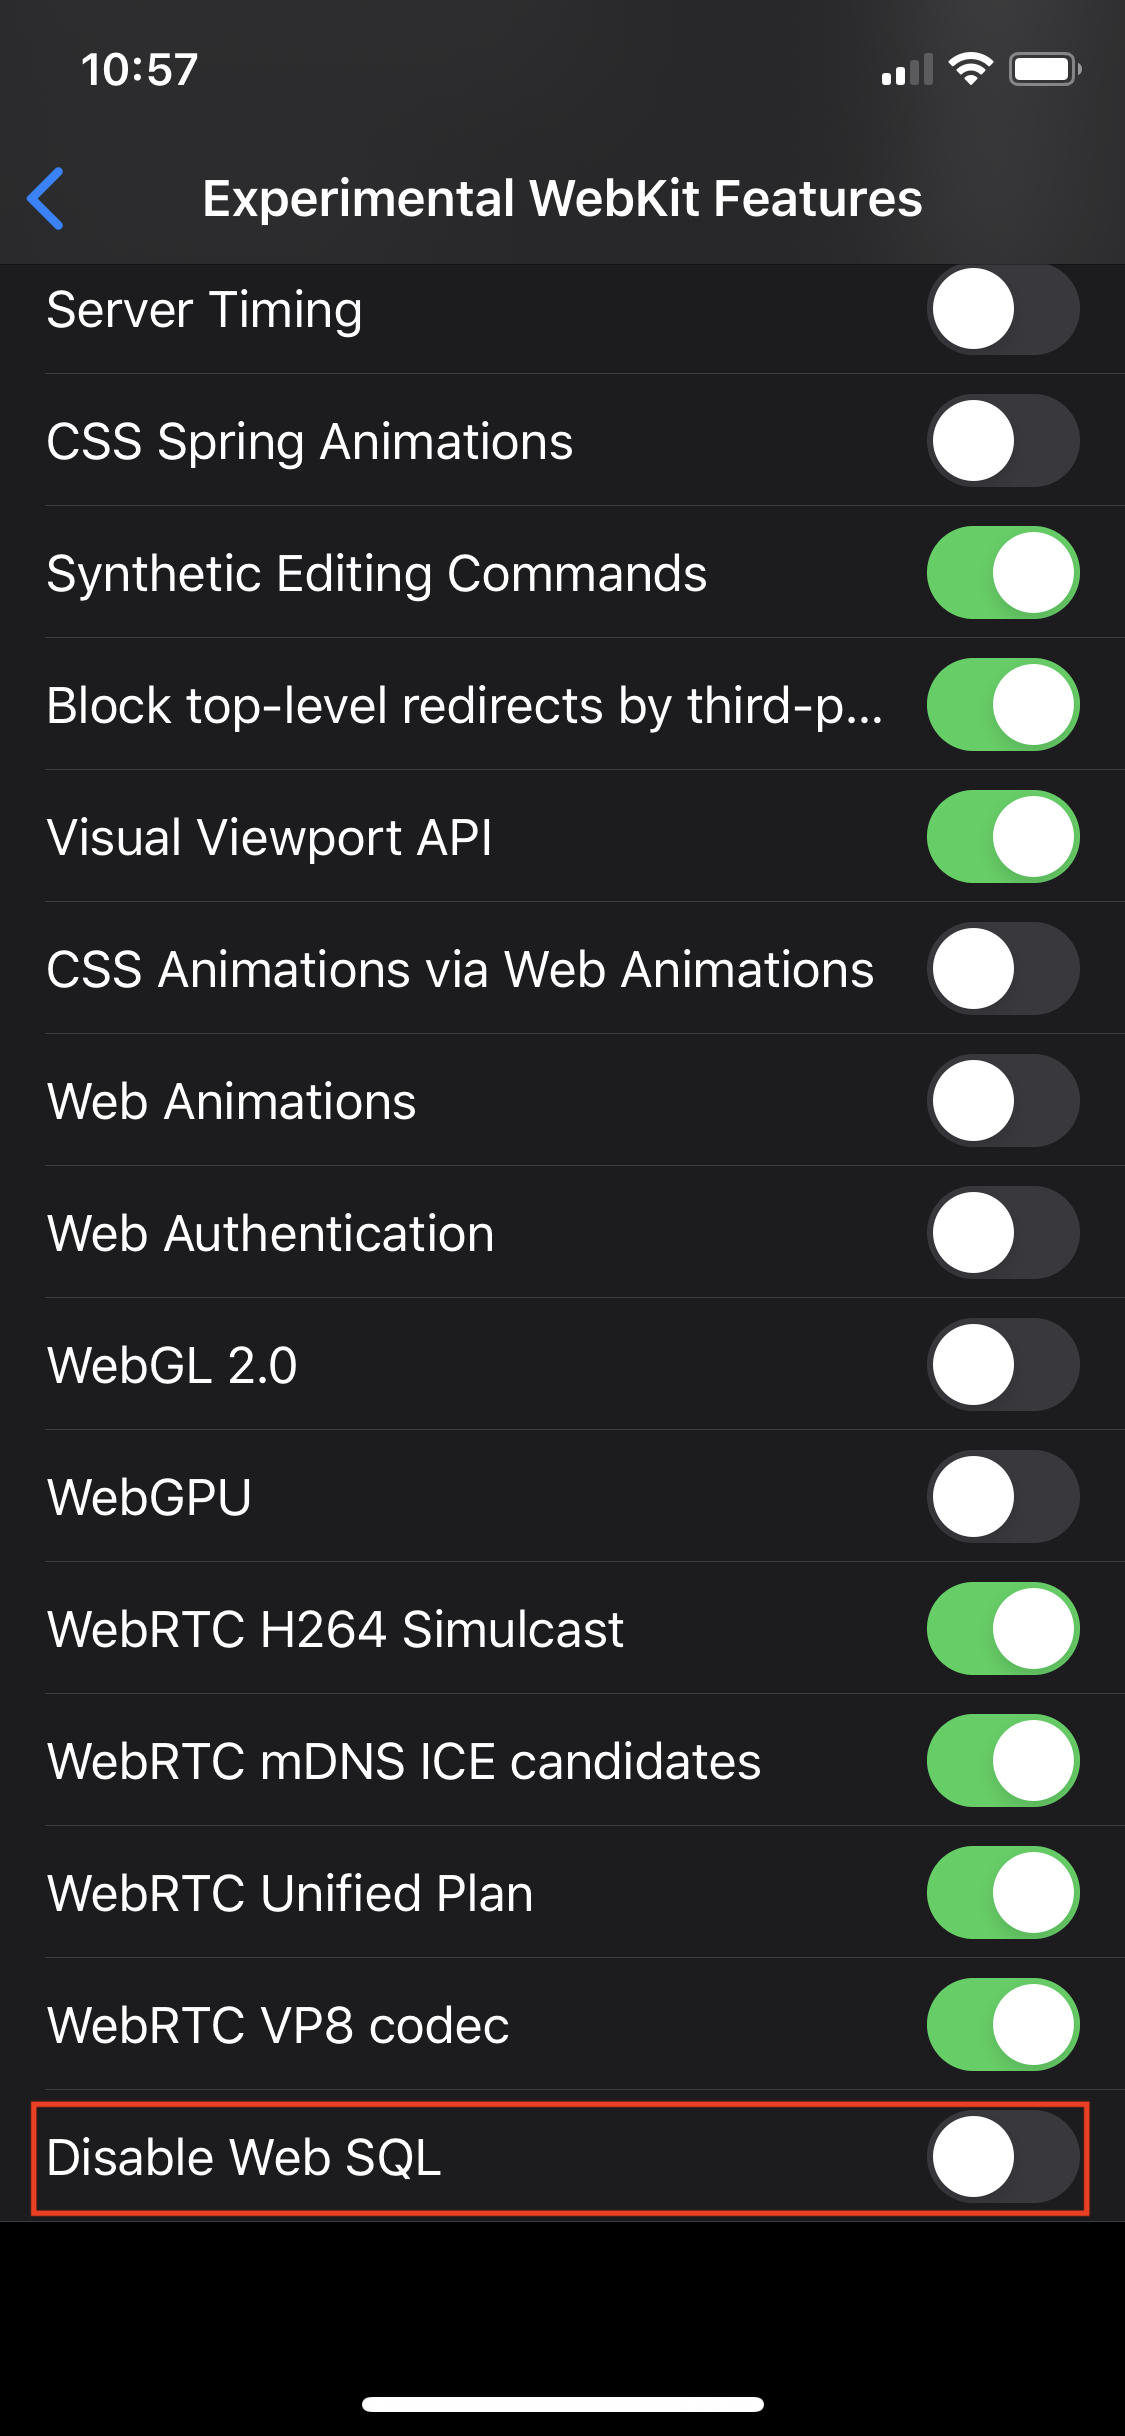 10:57
Experimental WebKit Features
Server Timing
CSS Spring Animations
Synthetic Editing Commands
Block top-level redirects by third-p...
Visual Viewport API
CSS Animations via Web Animations
Web Animations
Web Authentication
WebGL 2.0
WebGPU
WebRTC H264 Simulcast
WebRTC mDNS ICE candidates
WebRTC Unified Plan
WebRTC VP8 codec
Disable Web SQL